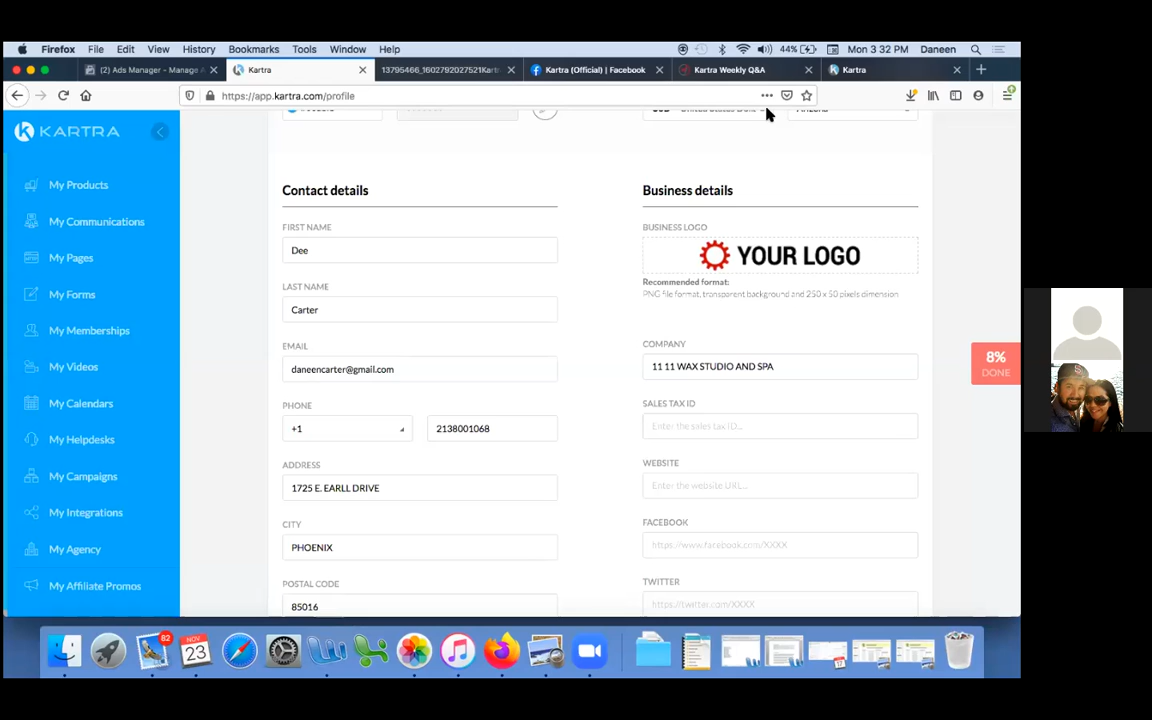 Firefox File Edit View History Bookmarks Tools Window Help 44% Mon 3 32 PM Daneen
(2) Ads Manager - Manage A Kartra 13795466_1602792027521Kart Kartra (Official) | Facebook Kartra Weekly Q&A Kartra
https://app.kartra.com/profile
KARTRA
My Products
My Communications
My Pages
My Forms
My Memberships
My Videos
My Calendars
My Helpdesks
My Campaigns
My Integrations
My Agency
My Affiliate Promos
Contact details
FIRST NAME
Dee
LAST NAME
Carter
EMAIL
daneencarter@gmail.com
PHONE
+1 2138001068
ADDRESS
1725 E. EARLL DRIVE
CITY
PHOENIX
POSTAL CODE
85016
Business details
BUSINESS LOGO
YOUR LOGO
Recommended format:
PNG file format, transparent background and 250 x 50 pixels dimension
COMPANY
11 11 WAX STUDIO AND SPA
SALES TAX ID
Enter the sales tax ID...
WEBSITE
Enter the website URL...
FACEBOOK
https://www.facebook.com/XXXX
TWITTER
https://twitter.com/XXXX
8%
DONE
82
NOV
23
17